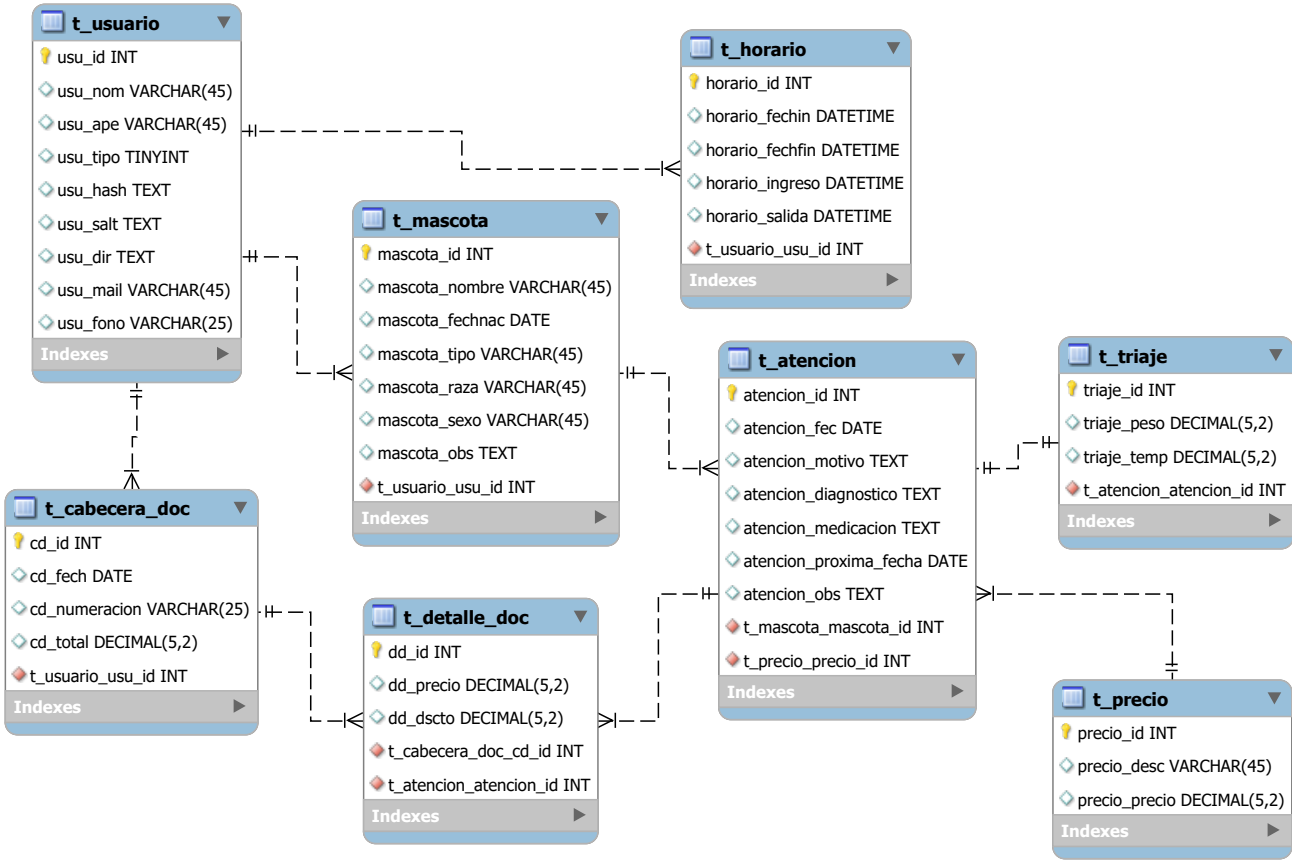 t_usuario
usu_id INT
usu_nom VARCHAR(45)
usu_ape VARCHAR(45)
usu_tipo TINYINT
usu_hash TEXT
usu_salt TEXT
usu_dir TEXT
usu_mail VARCHAR(45)
usu_fono VARCHAR(25)
Indexes
t_horario
horario_id INT
horario_fechin DATETIME
horario_fechfin DATETIME
horario_ingreso DATETIME
horario_salida DATETIME
t_usuario_usu_id INT
Indexes
t_mascota
mascota_id INT
mascota_nombre VARCHAR(45)
mascota_fechnac DATE
mascota_tipo VARCHAR(45)
mascota_raza VARCHAR(45)
mascota_sexo VARCHAR(45)
mascota_obs TEXT
t_usuario_usu_id INT
Indexes
t_atencion
atencion_id INT
atencion_fec DATE
atencion_motivo TEXT
atencion_diagnostico TEXT
atencion_medicacion TEXT
atencion_proxima_fecha DATE
atencion_obs TEXT
t_mascota_mascota_id INT
t_precio_precio_id INT
Indexes
t_triaje
triaje_id INT
triaje_peso DECIMAL(5,2)
triaje_temp DECIMAL(5,2)
t_atencion_atencion_id INT
Indexes
t_cabecera_doc
cd_id INT
cd_fech DATE
cd_numeracion VARCHAR(25)
cd_total DECIMAL(5,2)
t_usuario_usu_id INT
Indexes
t_detalle_doc
dd_id INT
dd_precio DECIMAL(5,2)
dd_dscto DECIMAL(5,2)
t_cabecera_doc_cd_id INT
t_atencion_atencion_id INT
Indexes
t_precio
precio_id INT
precio_desc VARCHAR(45)
precio_precio DECIMAL(5,2)
Indexes